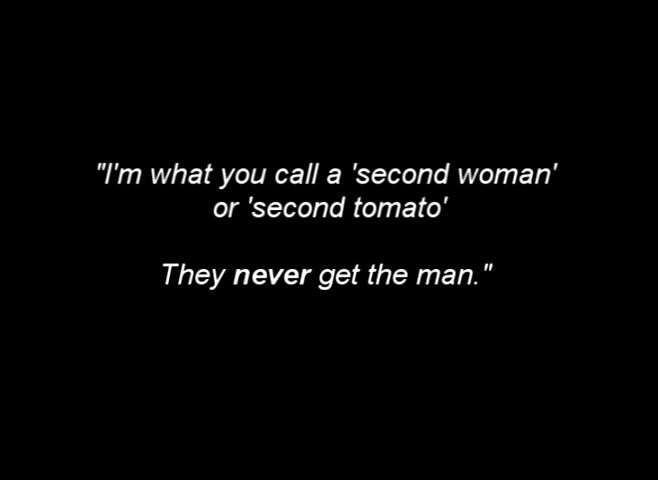 "I'm what you call a 'second woman'
or 'second tomato'
They never get the man."